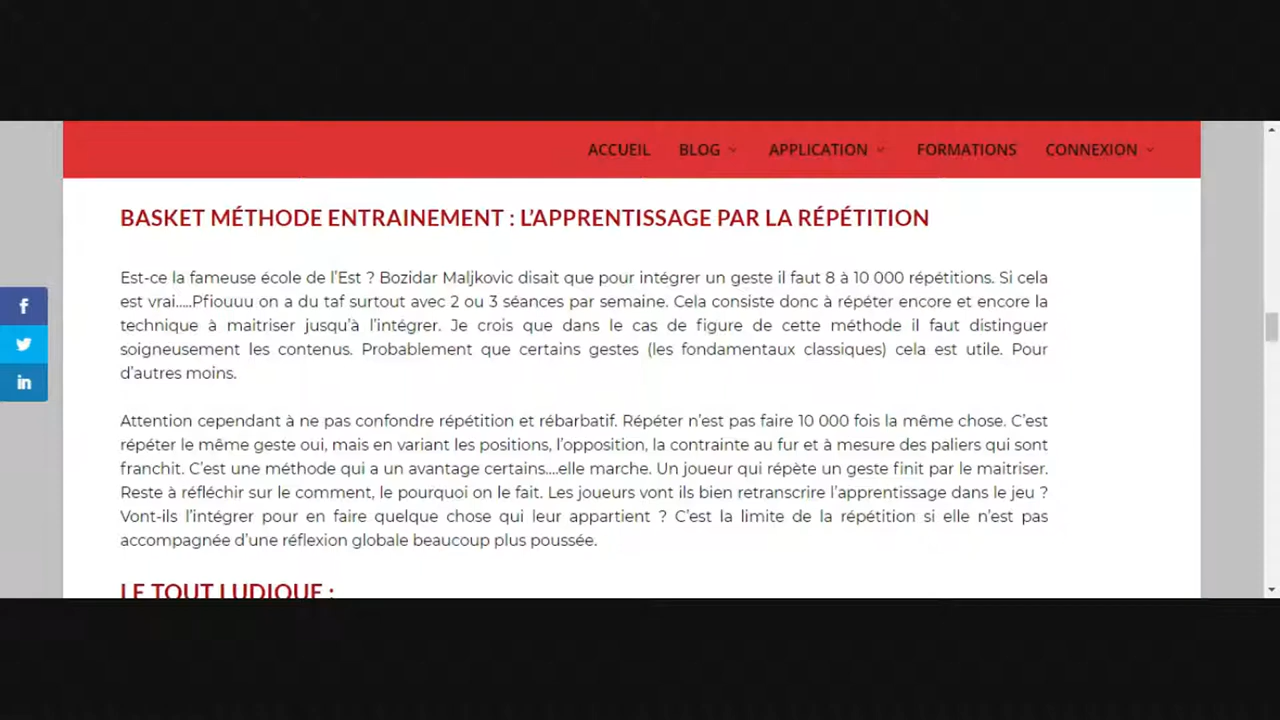 ACCUEIL BLOG APPLICATION FORMATIONS CONNEXION
BASKET MÉTHODE ENTRAINEMENT : L'APPRENTISSAGE PAR LA RÉPÉTITION
Est-ce la fameuse école de l'Est ? Bozidar Maljkovic disait que pour intégrer un geste il faut 8 à 10 000 répétitions. Si cela
est vrai.....Pfiouuu on a du taf surtout avec 2 ou 3 séances par semaine. Cela consiste donc à répéter encore et encore la
technique à maitriser jusqu'à l'intégrer. Je crois que dans le cas de figure de cette méthode il faut distinguer
soigneusement les contenus. Probablement que certains gestes (les fondamentaux classiques) cela est utile. Pour
d'autres moins.
Attention cependant à ne pas confondre répétition et rébarbatif. Répéter n'est pas faire 10 000 fois la même chose. C'est
répéter le même geste oui, mais en variant les positions, l'opposition, la contrainte au fur et à mesure des paliers qui sont
franchit. C'est une méthode qui a un avantage certains....elle marche. Un joueur qui répète un geste finit par le maitriser.
Reste à réfléchir sur le comment, le pourquoi on le fait. Les joueurs vont ils bien retranscrire l'apprentissage dans le jeu ?
Vont-ils l'intégrer pour en faire quelque chose qui leur appartient ? C'est la limite de la répétition si elle n'est pas
accompagnée d'une réflexion globale beaucoup plus poussée.
LE TOUT LUDIQUE :